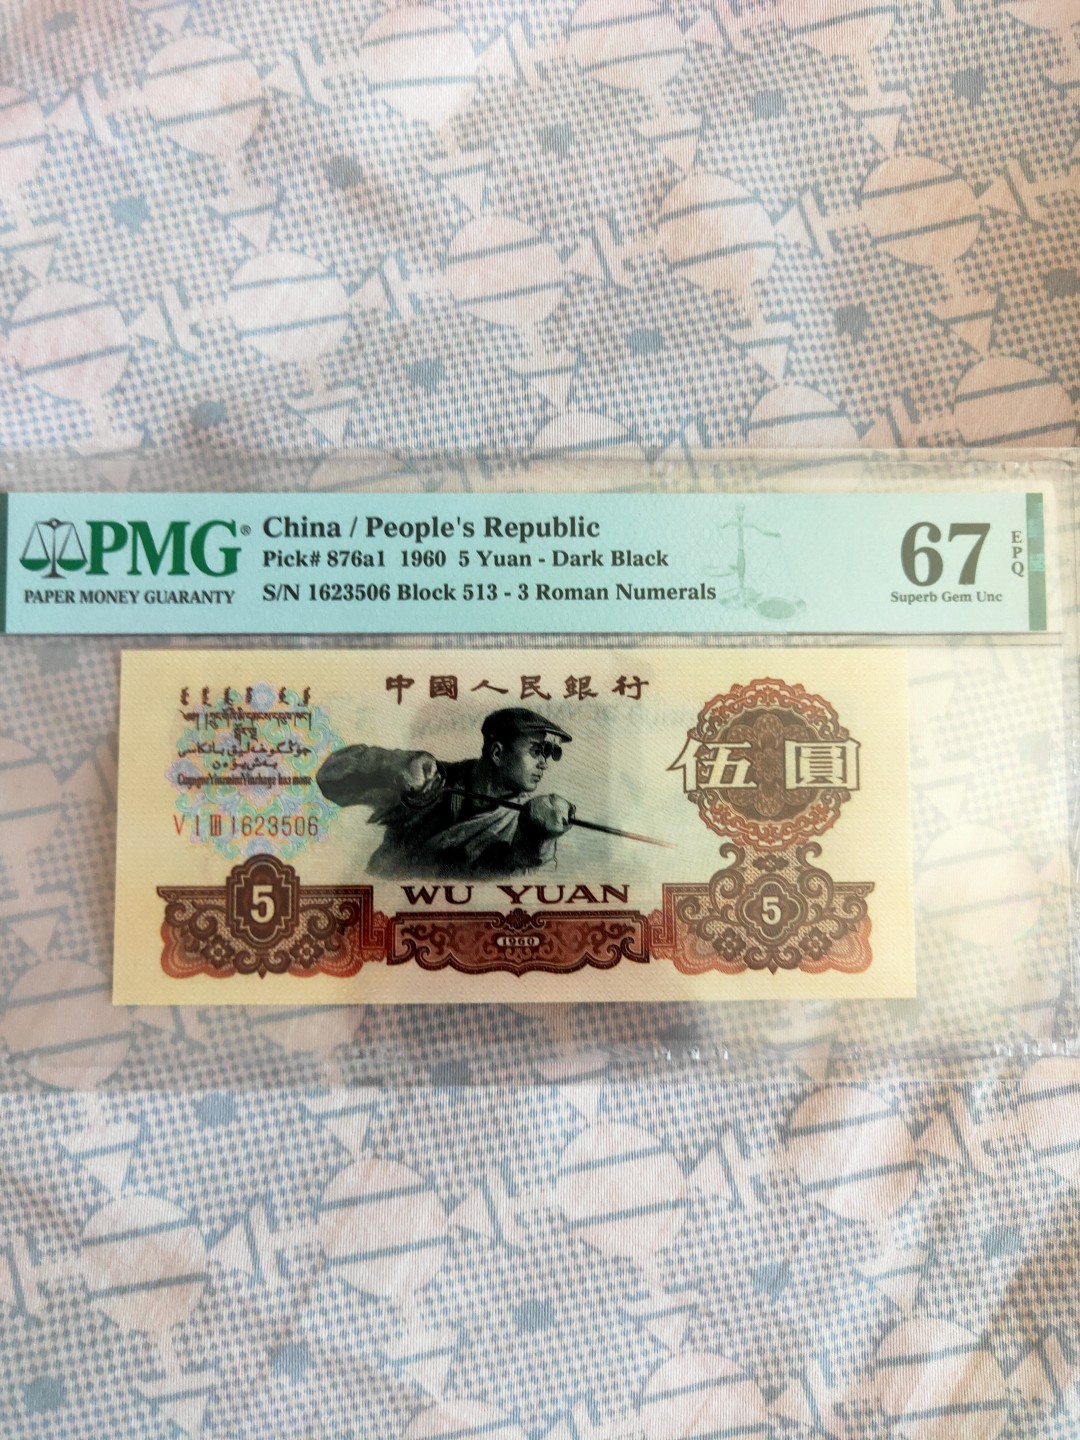 PMG®
PAPER MONEY GUARANTY
China / People's Republic
Pick# 876a1 1960 5 Yuan - Dark Black
S/N 1623506 Block 513 - 3 Roman Numerals
67
EPQ
Superb Gem Unc
中國人民銀行
伍圓
V I III 1623506
WU YUAN
5
1960
5